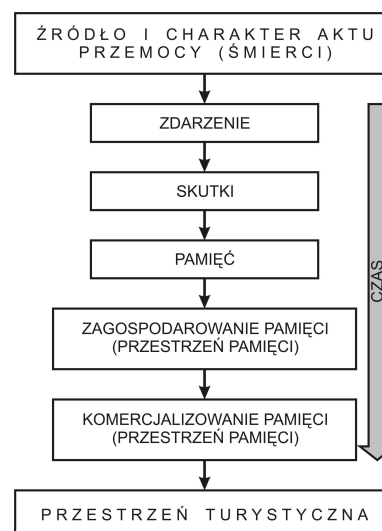 ŹRÓDŁO I CHARAKTER AKTU
PRZEMOCY (ŚMIERCI)
ZDARZENIE
SKUTKI
PAMIĘĆ
CZAS
ZAGOSPODAROWANIE PAMIĘCI
(PRZESTRZEŃ PAMIĘCI)
KOMERCJALIZOWANIE PAMIĘCI
(PRZESTRZEŃ PAMIĘCI)
PRZESTRZEŃ TURYSTYCZNA